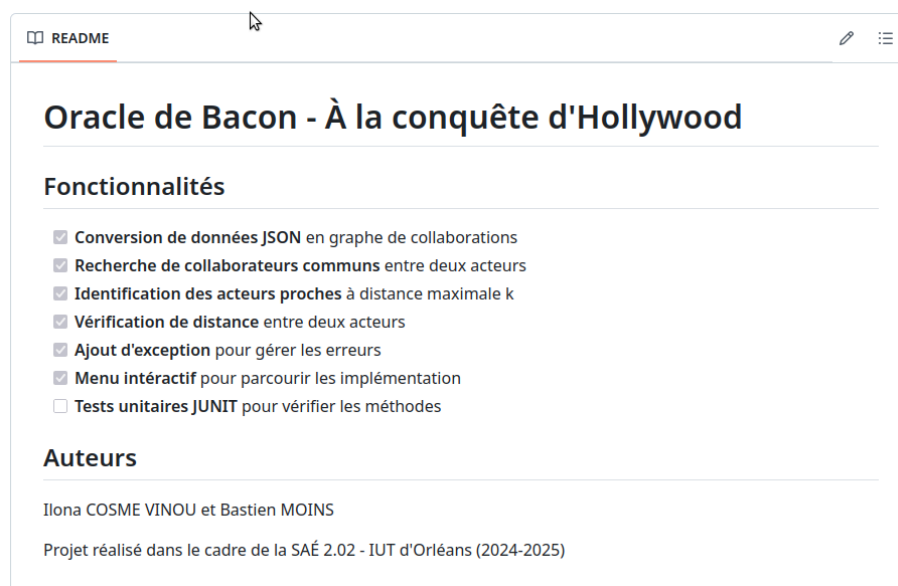 README
Oracle de Bacon - À la conquête d'Hollywood
Fonctionnalités
Conversion de données JSON en graphe de collaborations
Recherche de collaborateurs communs entre deux acteurs
Identification des acteurs proches à distance maximale k
Vérification de distance entre deux acteurs
Ajout d'exception pour gérer les erreurs
Menu intéractif pour parcourir les implémentation
Tests unitaires JUNIT pour vérifier les méthodes
Auteurs
Ilona COSME VINOU et Bastien MOINS
Projet réalisé dans le cadre de la SAÉ 2.02 - IUT d'Orléans (2024-2025)